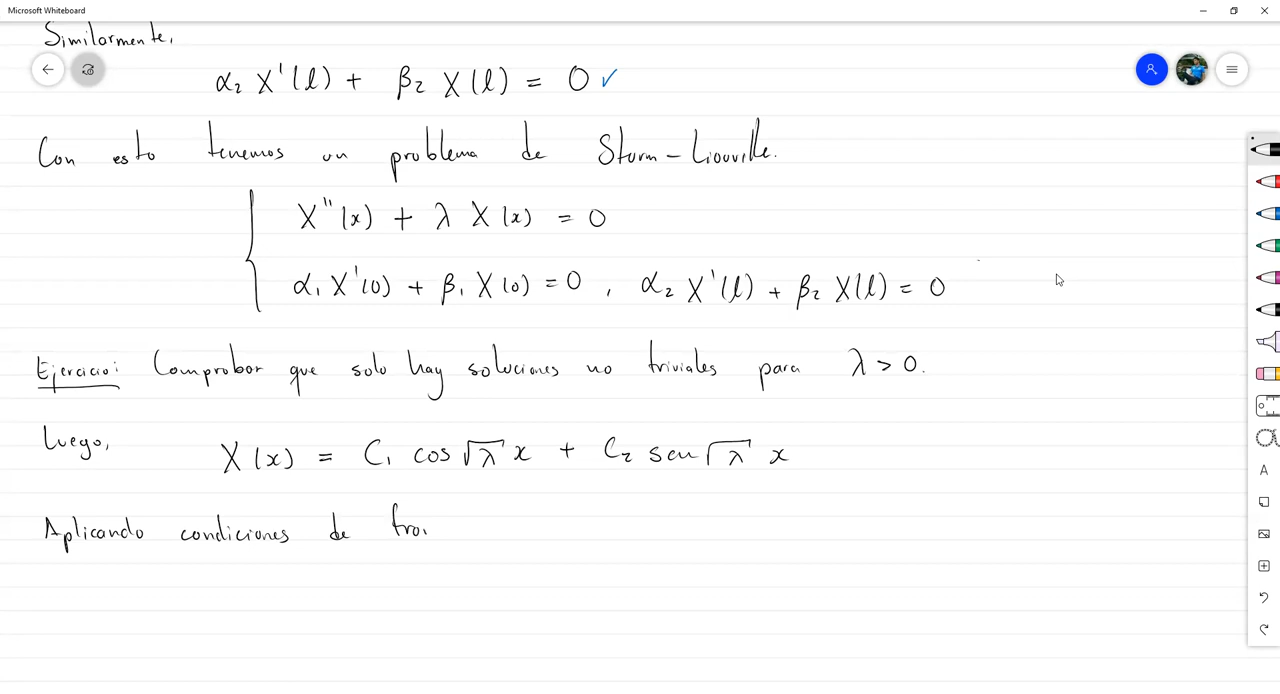 Microsoft Whiteboard
Similarmente,
α₂ X'(l) + β₂ X(l) = 0 ✓
Con esto tenemos un problema de Sturm-Liouville.
X''(x) + λ X(x) = 0
α₁ X'(0) + β₁ X(0) = 0 , α₂ X'(l) + β₂ X(l) = 0
Ejercicio: Comprobar que solo hay soluciones no triviales para λ > 0.
Luego,
X(x) = C₁ cos √λ x + C₂ sen √λ x
Aplicando condiciones de fro
A